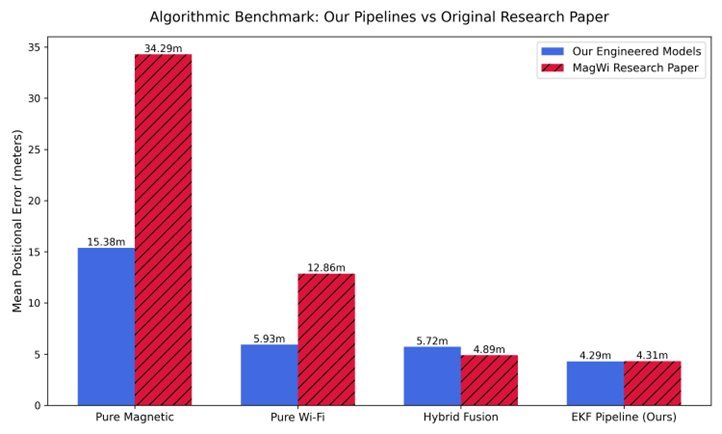 Algorithmic Benchmark: Our Pipelines vs Original Research Paper
Our Engineered Models
MagWi Research Paper
Mean Positional Error (meters)
35
30
25
20
15
10
5
0
34.29m
15.38m
12.86m
5.93m
5.72m
4.89m
4.29m
4.31m
Pure Magnetic
Pure Wi-Fi
Hybrid Fusion
EKF Pipeline (Ours)